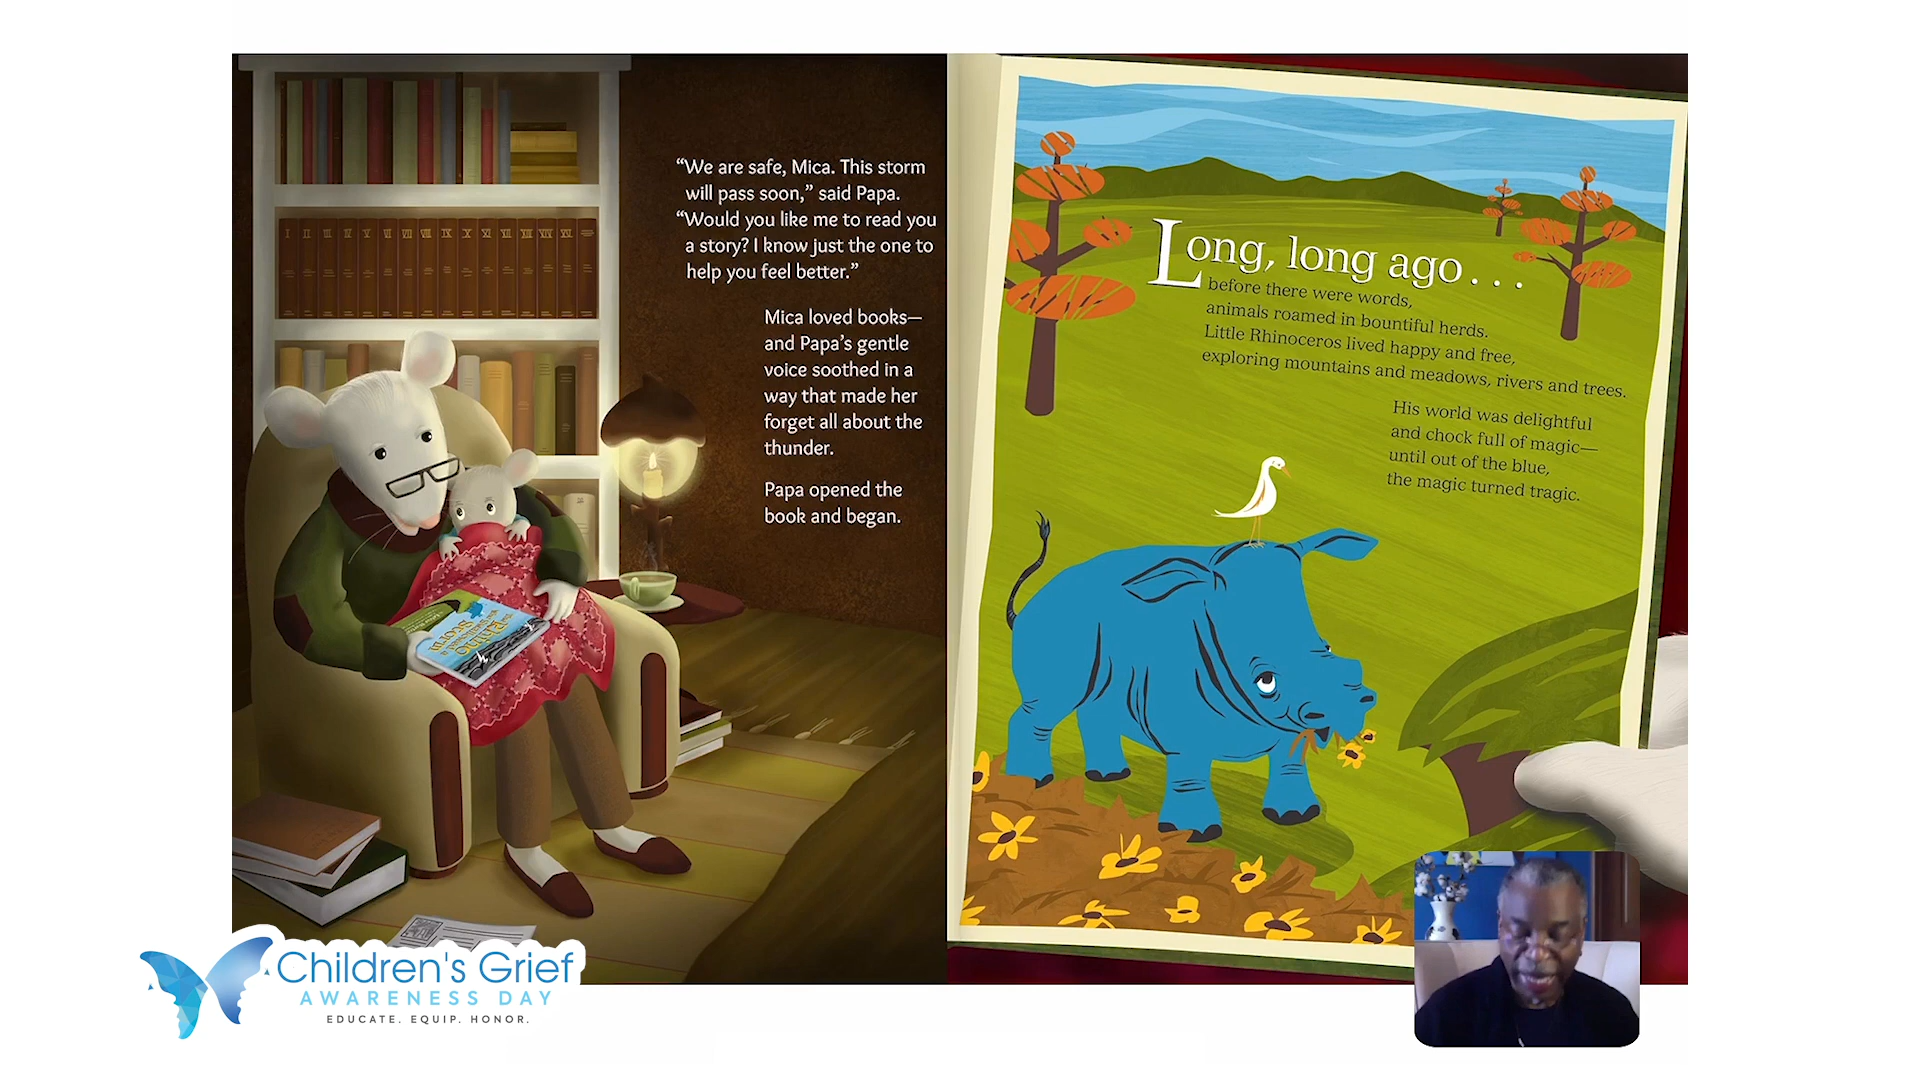 “We are safe, Mica. This storm
will pass soon,” said Papa.
“Would you like me to read you
a story? I know just the one to
help you feel better.”
Mica loved books—
and Papa’s gentle
voice soothed in a
way that made her
forget all about the
thunder.
Papa opened the
book and began.
Long, long ago...
before there were words,
animals roamed in bountiful herds.
Little Rhinoceros lived happy and free,
exploring mountains and meadows, rivers and trees.
His world was delightful
and chock full of magic—
until out of the blue,
the magic turned tragic.
Children's Grief
AWARENESS DAY
EDUCATE. EQUIP. HONOR.